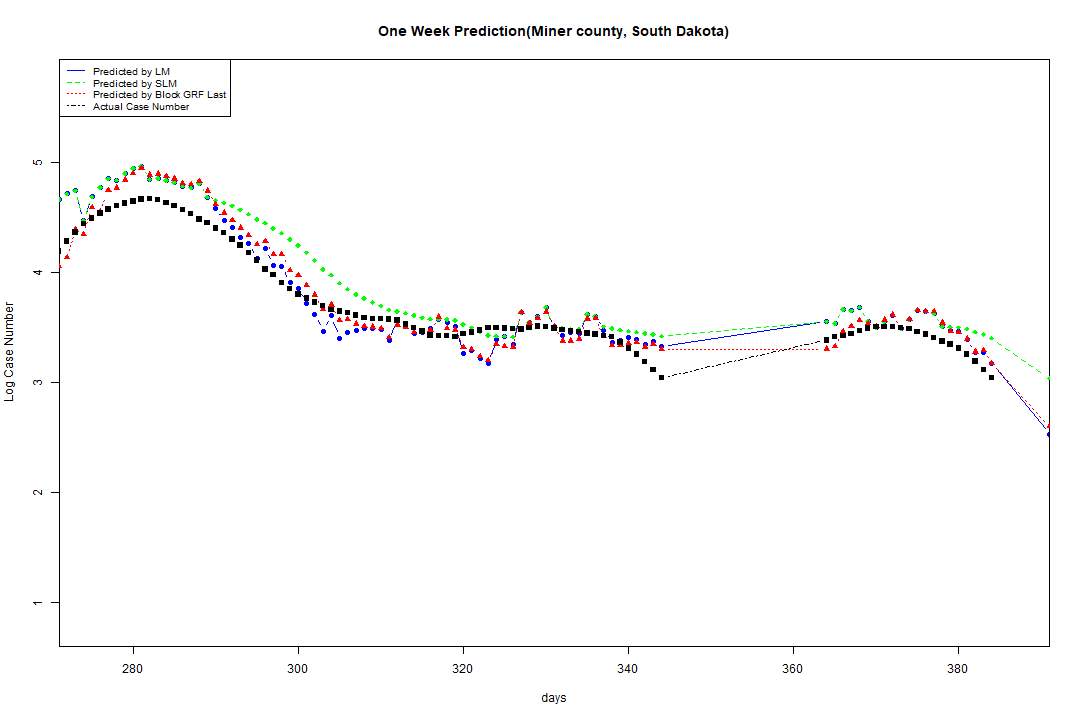 One Week Prediction(Miner county, South Dakota)
Predicted by LM
Predicted by SLM
Predicted by Block GRF Last
Actual Case Number
5
4
3
2
1
Log Case Number
280 300 320 340 360 380
days